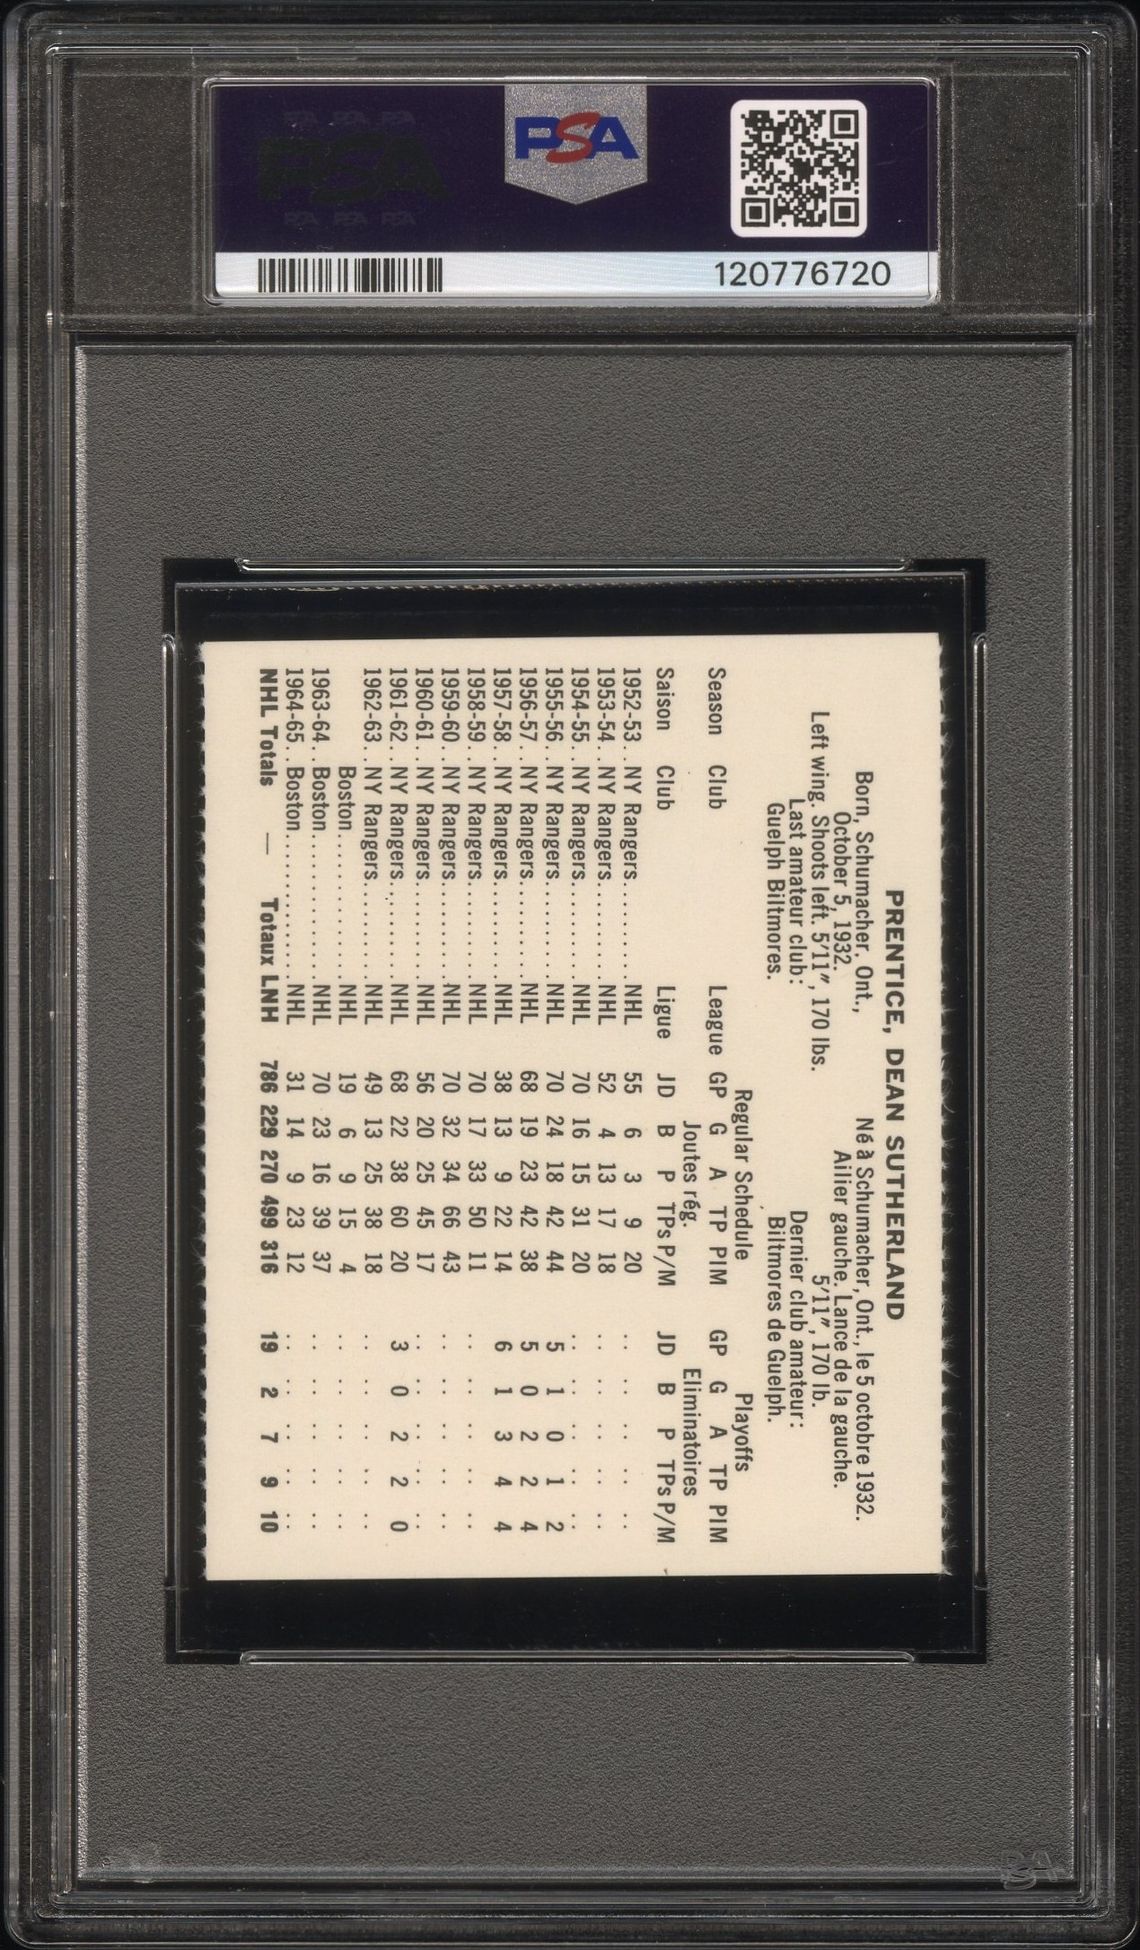 PSA
120776720
PRENTICE, DEAN SUTHERLAND
Born, Schumacher, Ont.,
October 5, 1932.
Left wing. Shoots left. 5'11", 170 lbs.
Last amateur club:
Guelph Biltmores.
Né à Schumacher, Ont., le 5 octobre 1932.
Ailier gauche. Lance de la gauche.
5'11", 170 lb.
Dernier club amateur:
Biltmores de Guelph.
Regular Schedule Playoffs
Season Club League GP G A TP PIM GP G A TP PIM
Joutes rég. Eliminatoires
Saison Club Ligue JD B P TPs P/M JD B P TPs P/M
1952-53.. NY Rangers........ NHL 55 6 3 9 20 .. .. .. .. ..
1953-54.. NY Rangers........ NHL 52 4 13 17 18 .. .. .. .. ..
1954-55.. NY Rangers........ NHL 70 16 15 31 20 .. .. .. .. ..
1955-56.. NY Rangers........ NHL 70 24 18 42 44 5 1 0 1 2
1956-57.. NY Rangers........ NHL 68 19 23 42 38 5 0 2 2 4
1957-58.. NY Rangers........ NHL 38 13 9 22 14 6 1 3 4 4
1958-59.. NY Rangers........ NHL 70 17 33 50 11 .. .. .. .. ..
1959-60.. NY Rangers........ NHL 70 32 34 66 43 .. .. .. .. ..
1960-61.. NY Rangers........ NHL 56 20 25 45 17 .. .. .. .. ..
1961-62.. NY Rangers........ NHL 68 22 38 60 20 3 0 2 2 0
1962-63.. NY Rangers........ NHL 49 13 25 38 18 .. .. .. .. ..
Boston............ NHL 19 6 9 15 4 .. .. .. .. ..
1963-64.. Boston............ NHL 70 23 16 39 37 .. .. .. .. ..
1964-65.. Boston............ NHL 31 14 9 23 12 .. .. .. .. ..
NHL Totals — Totaux LNH 786 229 270 499 316 19 2 7 9 10